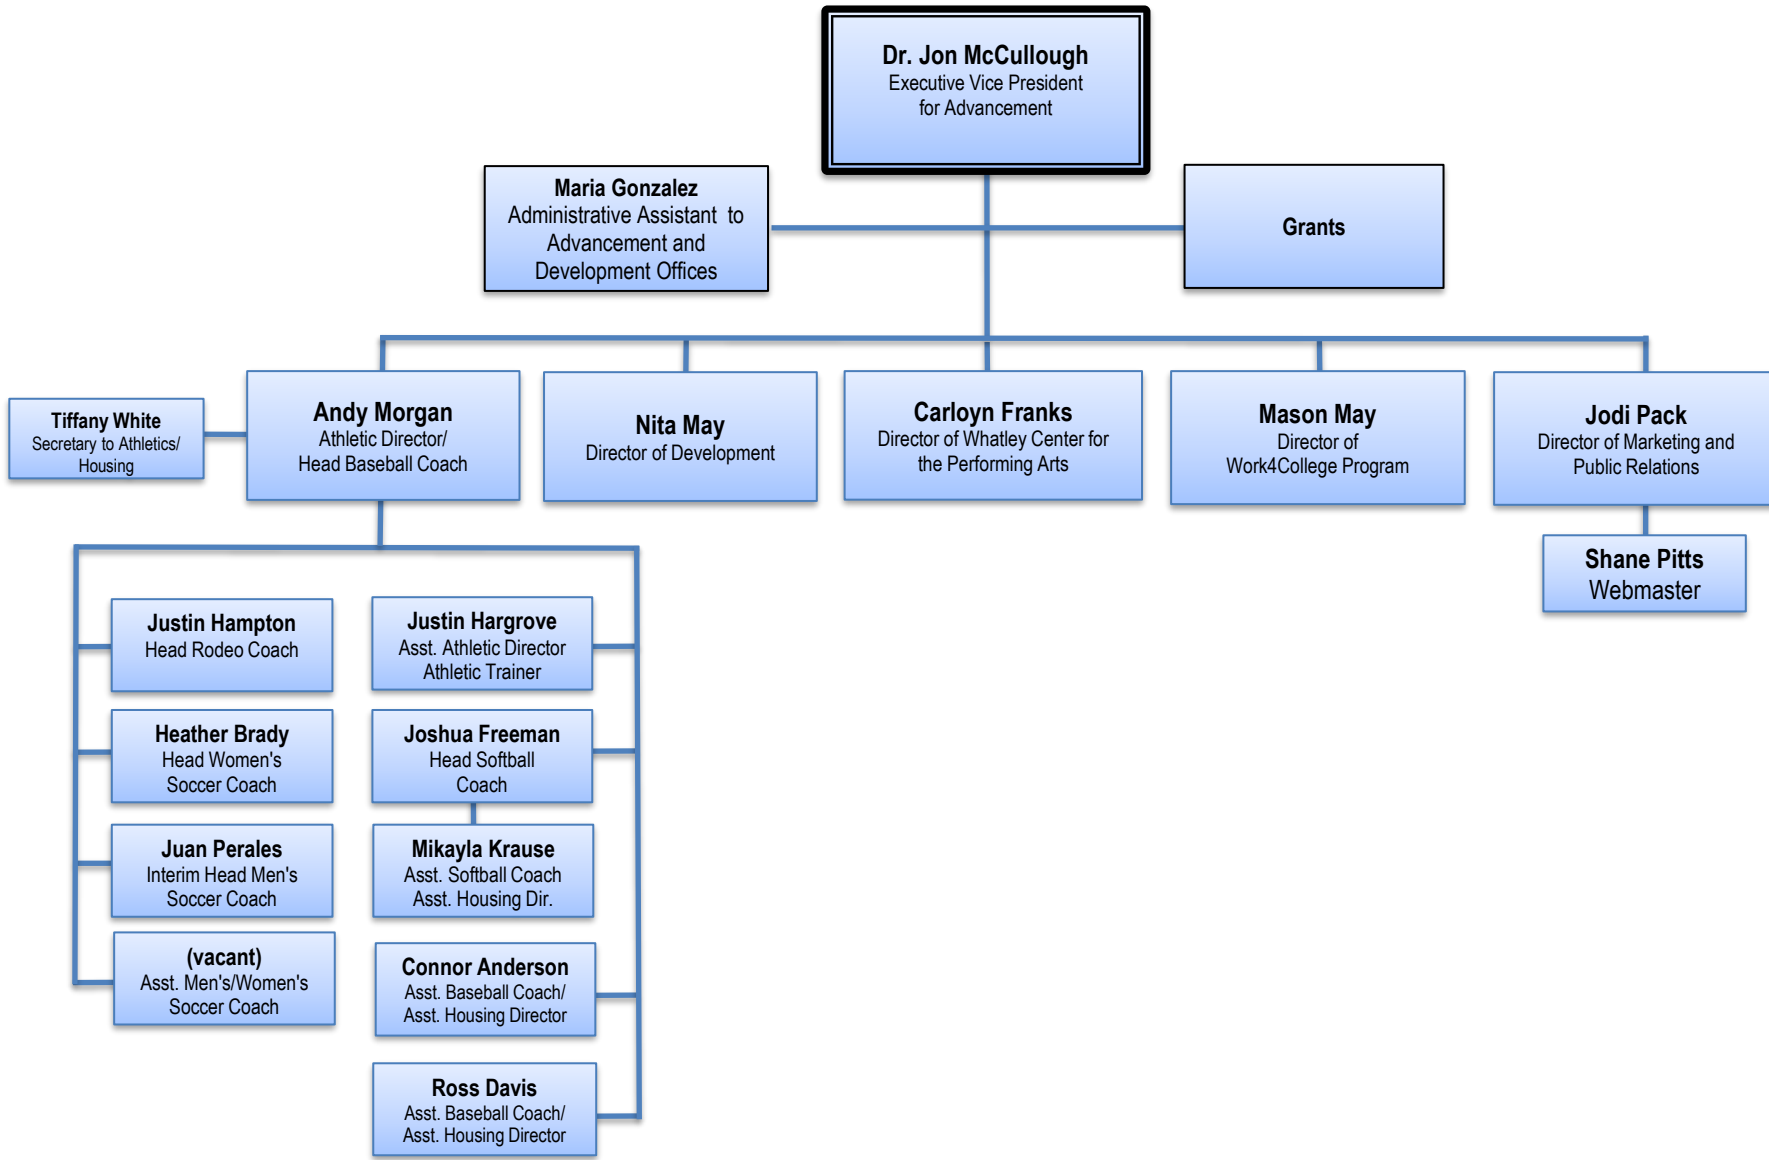 Dr. Jon McCullough
Executive Vice President
for Advancement
Maria Gonzalez
Administrative Assistant to
Advancement and
Development Offices
Grants
Tiffany White
Secretary to Athletics/
Housing
Andy Morgan
Athletic Director/
Head Baseball Coach
Nita May
Director of Development
Carloyn Franks
Director of Whatley Center for
the Performing Arts
Mason May
Director of
Work4College Program
Jodi Pack
Director of Marketing and
Public Relations
Shane Pitts
Webmaster
Justin Hampton
Head Rodeo Coach
Heather Brady
Head Women's
Soccer Coach
Juan Perales
Interim Head Men's
Soccer Coach
(vacant)
Asst. Men's/Women's
Soccer Coach
Justin Hargrove
Asst. Athletic Director
Athletic Trainer
Joshua Freeman
Head Softball
Coach
Mikayla Krause
Asst. Softball Coach
Asst. Housing Dir.
Connor Anderson
Asst. Baseball Coach/
Asst. Housing Director
Ross Davis
Asst. Baseball Coach/
Asst. Housing Director